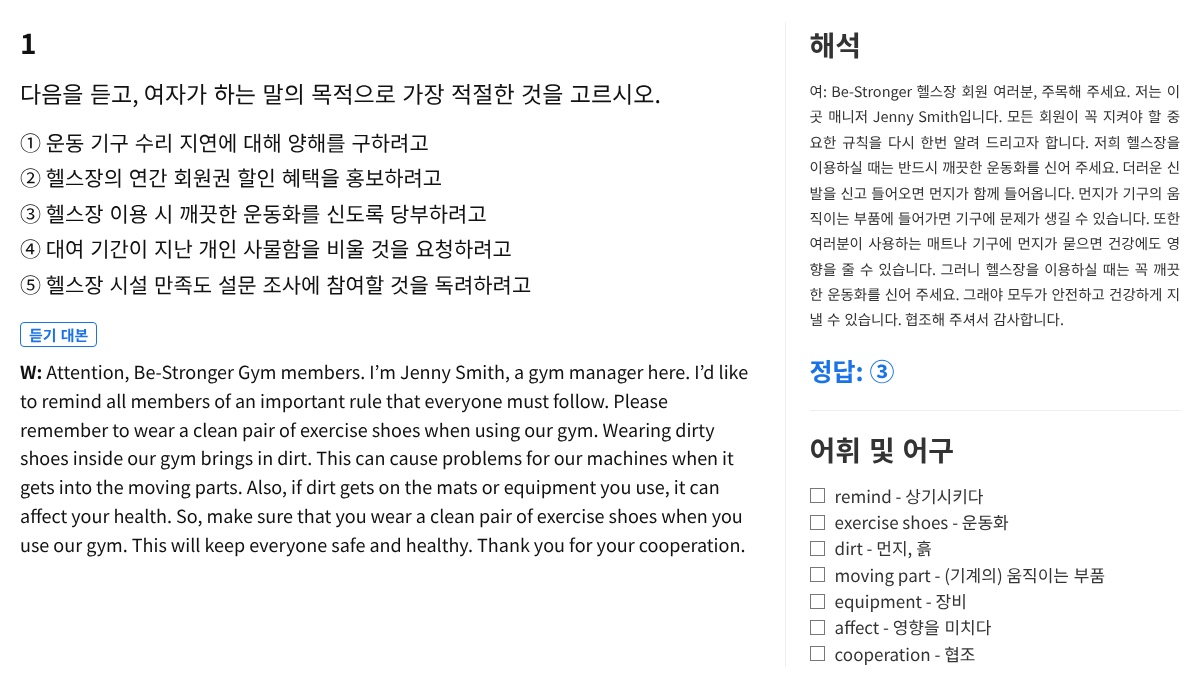 1
다음을 듣고, 여자가 하는 말의 목적으로 가장 적절한 것을 고르시오.
① 운동 기구 수리 지연에 대해 양해를 구하려고
② 헬스장의 연간 회원권 할인 혜택을 홍보하려고
③ 헬스장 이용 시 깨끗한 운동화를 신도록 당부하려고
④ 대여 기간이 지난 개인 사물함을 비울 것을 요청하려고
⑤ 헬스장 시설 만족도 설문 조사에 참여할 것을 독려하려고
듣기 대본
W: Attention, Be-Stronger Gym members. I’m Jenny Smith, a gym manager here. I’d like
to remind all members of an important rule that everyone must follow. Please
remember to wear a clean pair of exercise shoes when using our gym. Wearing dirty
shoes inside our gym brings in dirt. This can cause problems for our machines when it
gets into the moving parts. Also, if dirt gets on the mats or equipment you use, it can
affect your health. So, make sure that you wear a clean pair of exercise shoes when you
use our gym. This will keep everyone safe and healthy. Thank you for your cooperation.
해석
여: Be-Stronger 헬스장 회원 여러분, 주목해 주세요. 저는 이
곳 매니저 Jenny Smith입니다. 모든 회원이 꼭 지켜야 할 중
요한 규칙을 다시 한번 알려 드리고자 합니다. 저희 헬스장을
이용하실 때는 반드시 깨끗한 운동화를 신어 주세요. 더러운 신
발을 신고 들어오면 먼지가 함께 들어옵니다. 먼지가 기구의 움
직이는 부품에 들어가면 기구에 문제가 생길 수 있습니다. 또한
여러분이 사용하는 매트나 기구에 먼지가 묻으면 건강에도 영
향을 줄 수 있습니다. 그러니 헬스장을 이용하실 때는 꼭 깨끗
한 운동화를 신어 주세요. 그래야 모두가 안전하고 건강하게 지
낼 수 있습니다. 협조해 주셔서 감사합니다.
정답: ③
어휘 및 어구
remind - 상기시키다
exercise shoes - 운동화
dirt - 먼지, 흙
moving part - (기계의) 움직이는 부품
equipment - 장비
affect - 영향을 미치다
cooperation - 협조